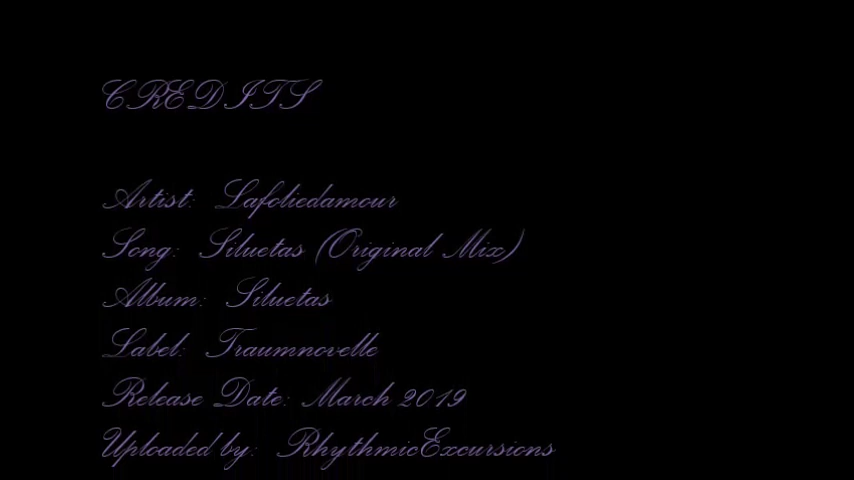 CREDITS
Artist: Lafoliedamour
Song: Siluetas (Original Mix)
Album: Siluetas
Label: Traumnovelle
Release Date: March 2019
Uploaded by: RhythmicExcursions